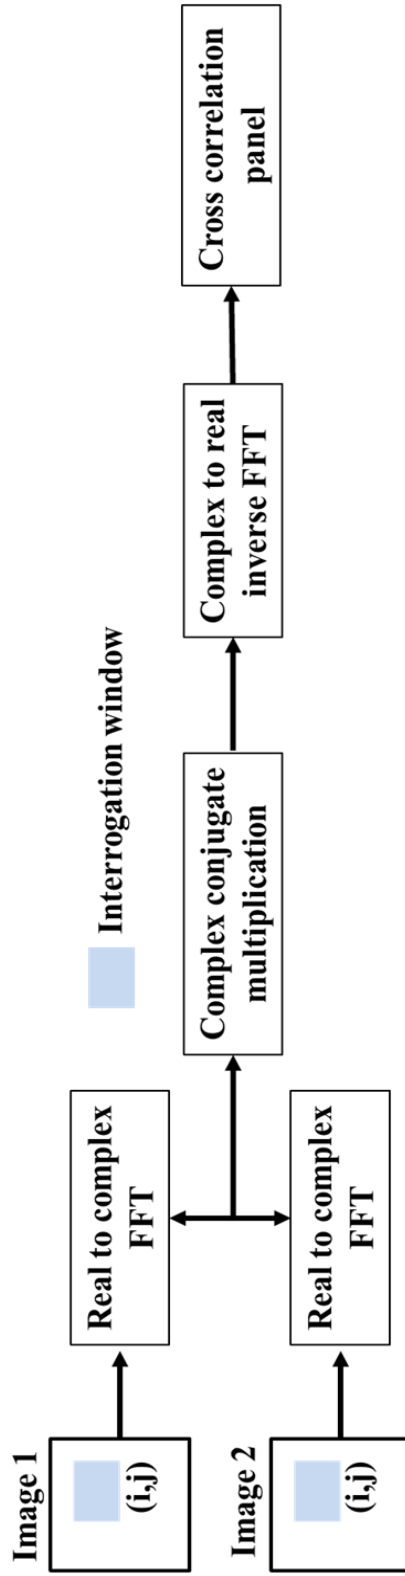 Image 1
(i,j)
Real to complex
FFT
Interrogation window
Image 2
(i,j)
Real to complex
FFT
Complex conjugate
multiplication
Complex to real
inverse FFT
Cross correlation
panel